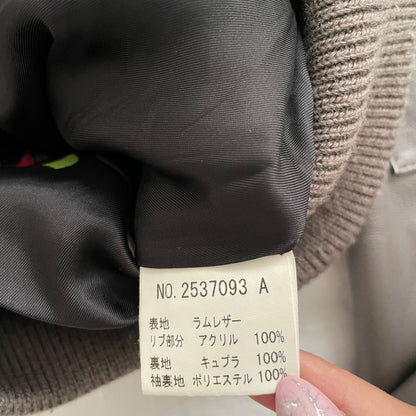 NO. 2537093 A
表地 ラムレザー
リブ部分 アクリル 100%
裏地 キュプラ 100%
袖裏地 ポリエステル 100%